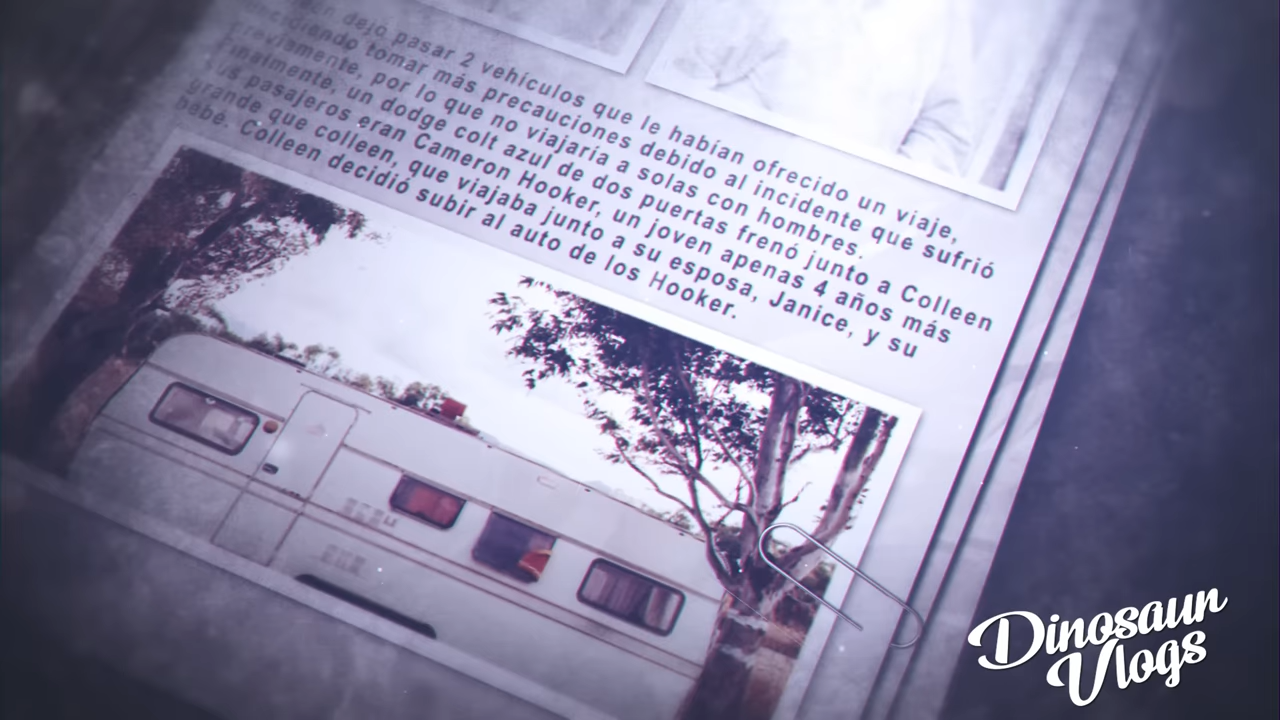 dejó pasar 2 vehículos que le habían ofrecido un viaje,
tomar más precauciones debido al incidente que sufrió
previamente, por lo que no viajaría a solas con hombres.
Finalmente, un dodge colt azul de dos puertas frenó junto a Colleen
sus pasajeros eran Cameron Hooker, un joven apenas 4 años más
grande que colleen, que viajaba junto a su esposa, Janice, y su
bebé. Colleen decidió subir al auto de los Hooker.
Dinosaun
Vlogs